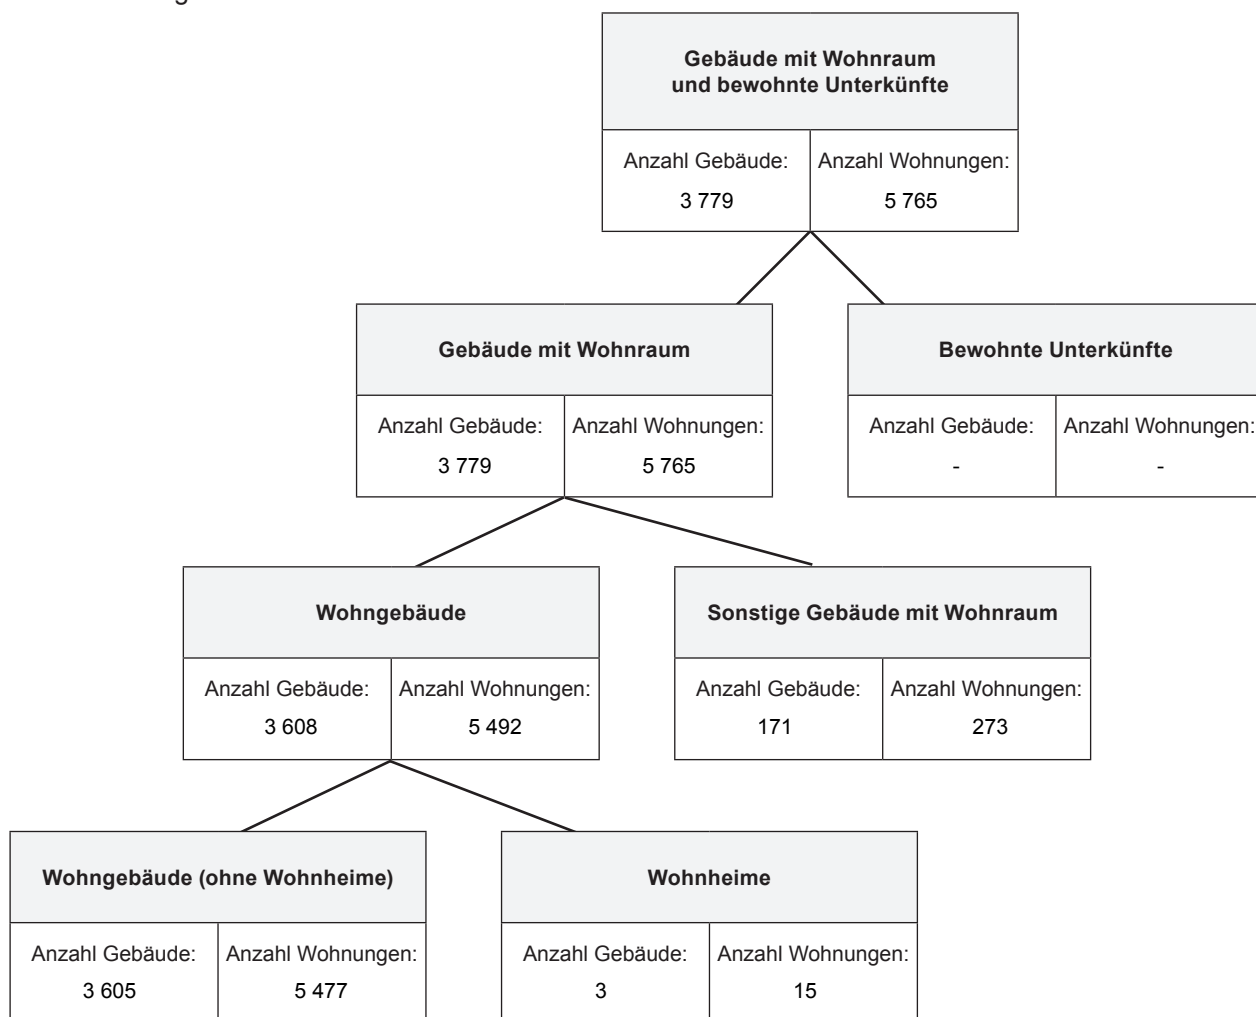 Gebäude mit Wohnraum
und bewohnte Unterkünfte
Anzahl Gebäude: Anzahl Wohnungen:
3 779 5 765
Gebäude mit Wohnraum
Anzahl Gebäude: Anzahl Wohnungen:
3 779 5 765
Bewohnte Unterkünfte
Anzahl Gebäude: Anzahl Wohnungen:
- -
Wohngebäude
Anzahl Gebäude: Anzahl Wohnungen:
3 608 5 492
Sonstige Gebäude mit Wohnraum
Anzahl Gebäude: Anzahl Wohnungen:
171 273
Wohngebäude (ohne Wohnheime)
Anzahl Gebäude: Anzahl Wohnungen:
3 605 5 477
Wohnheime
Anzahl Gebäude: Anzahl Wohnungen:
3 15